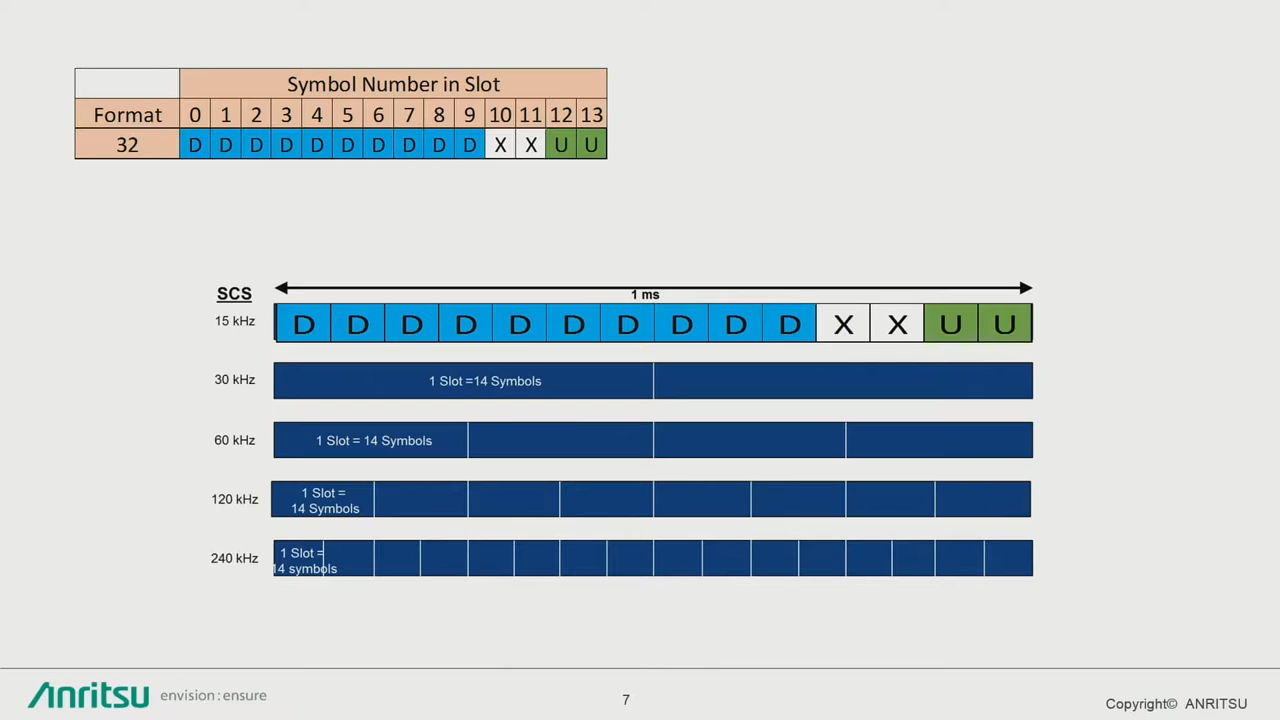 Symbol Number in Slot
Format 0 1 2 3 4 5 6 7 8 9 10 11 12 13
32 D D D D D D D D D D X X U U
SCS
1 ms
15 kHz D D D D D D D D D D X X U U
30 kHz 1 Slot =14 Symbols
60 kHz 1 Slot = 14 Symbols
120 kHz 1 Slot =
14 Symbols
240 kHz 1 Slot =
14 symbols
Anritsu envision : ensure
7
Copyright© ANRITSU